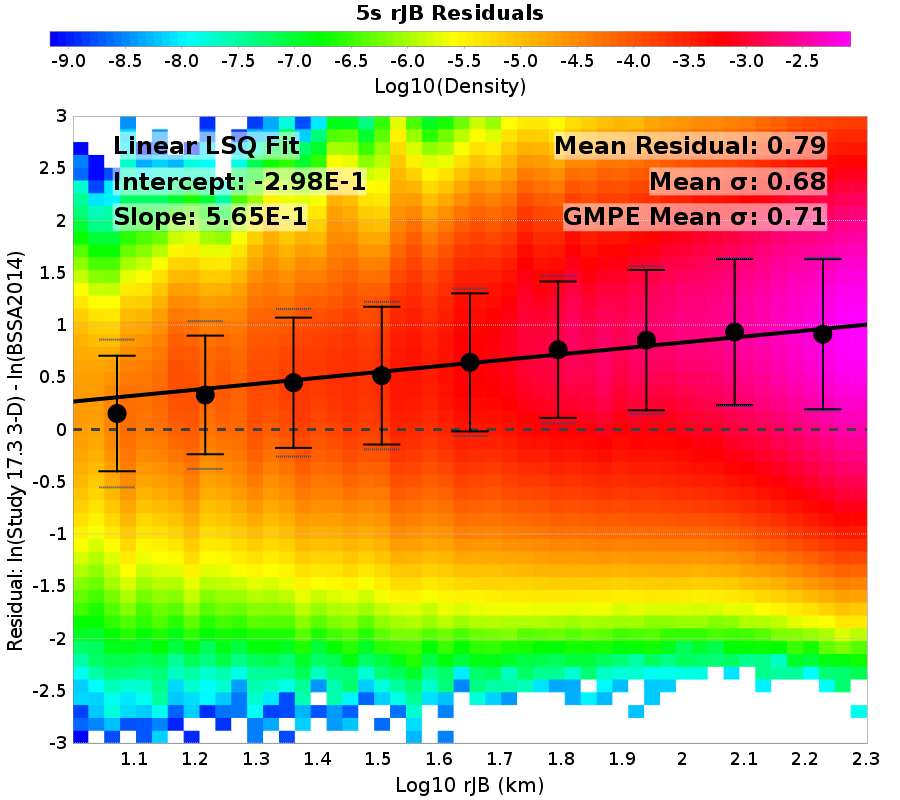 5s rJB Residuals
-9.0 -8.5 -8.0 -7.5 -7.0 -6.5 -6.0 -5.5 -5.0 -4.5 -4.0 -3.5 -3.0 -2.5
Log10(Density)
Linear LSQ Fit
Intercept: -2.98E-1
Slope: 5.65E-1
Mean Residual: 0.79
Mean σ: 0.68
GMPE Mean σ: 0.71
Residual: ln(Study 17.3 3-D) - ln(BSSA2014)
3
2.5
2
1.5
1
0.5
0
-0.5
-1
-1.5
-2
-2.5
-3
1.1 1.2 1.3 1.4 1.5 1.6 1.7 1.8 1.9 2 2.1 2.2 2.3
Log10 rJB (km)